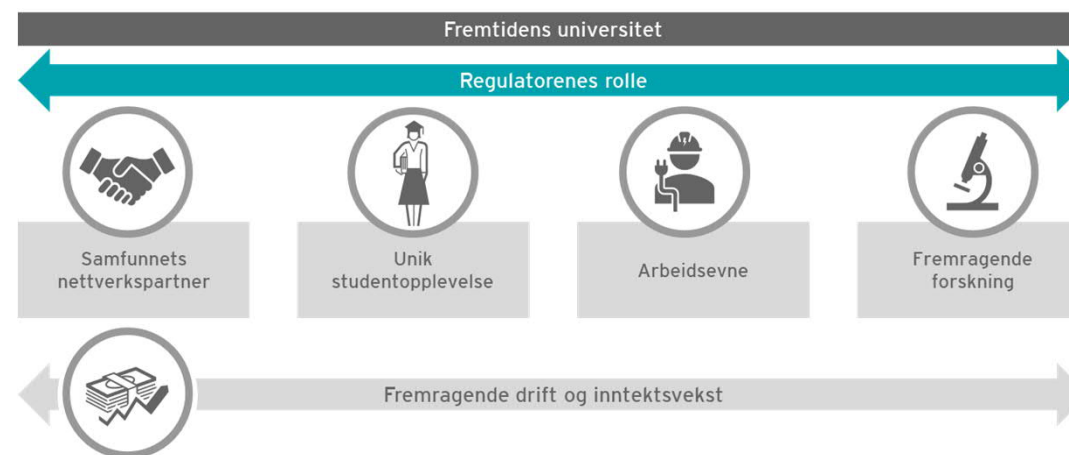 Fremtidens universitet
Regulatorenes rolle
Samfunnets
nettverkspartner
Unik
studentopplevelse
Arbeidsevne
Fremragende
forskning
Fremragende drift og inntektsvekst